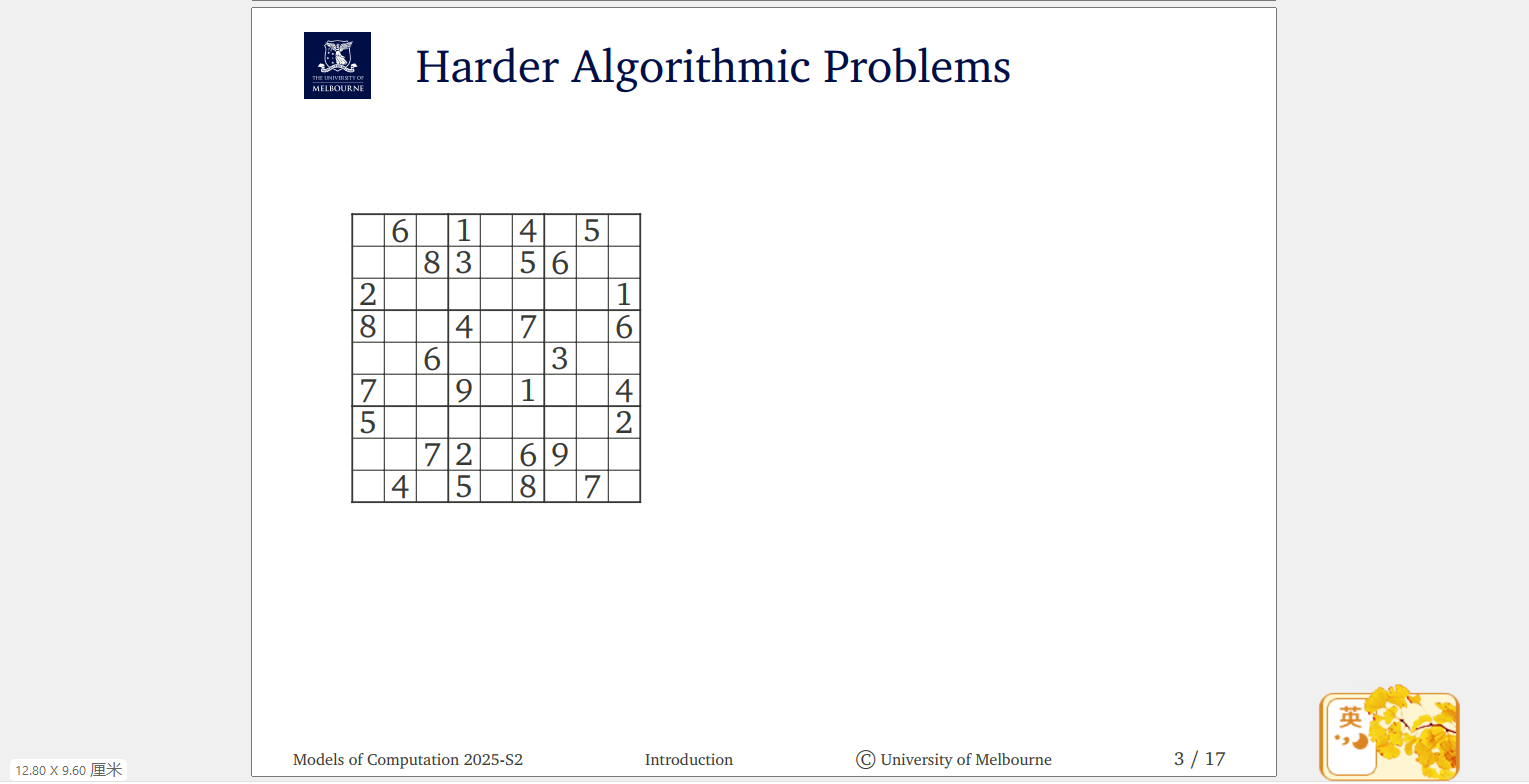 THE UNIVERSITY OF
MELBOURNE
Harder Algorithmic Problems
6 1 4 5
8 3 5 6
2 1
8 4 7 6
6 3
7 9 1 4
5 2
7 2 6 9
4 5 8 7
英
Models of Computation 2025-S2 Introduction © University of Melbourne 3 / 17
12.80 X 9.60 厘米